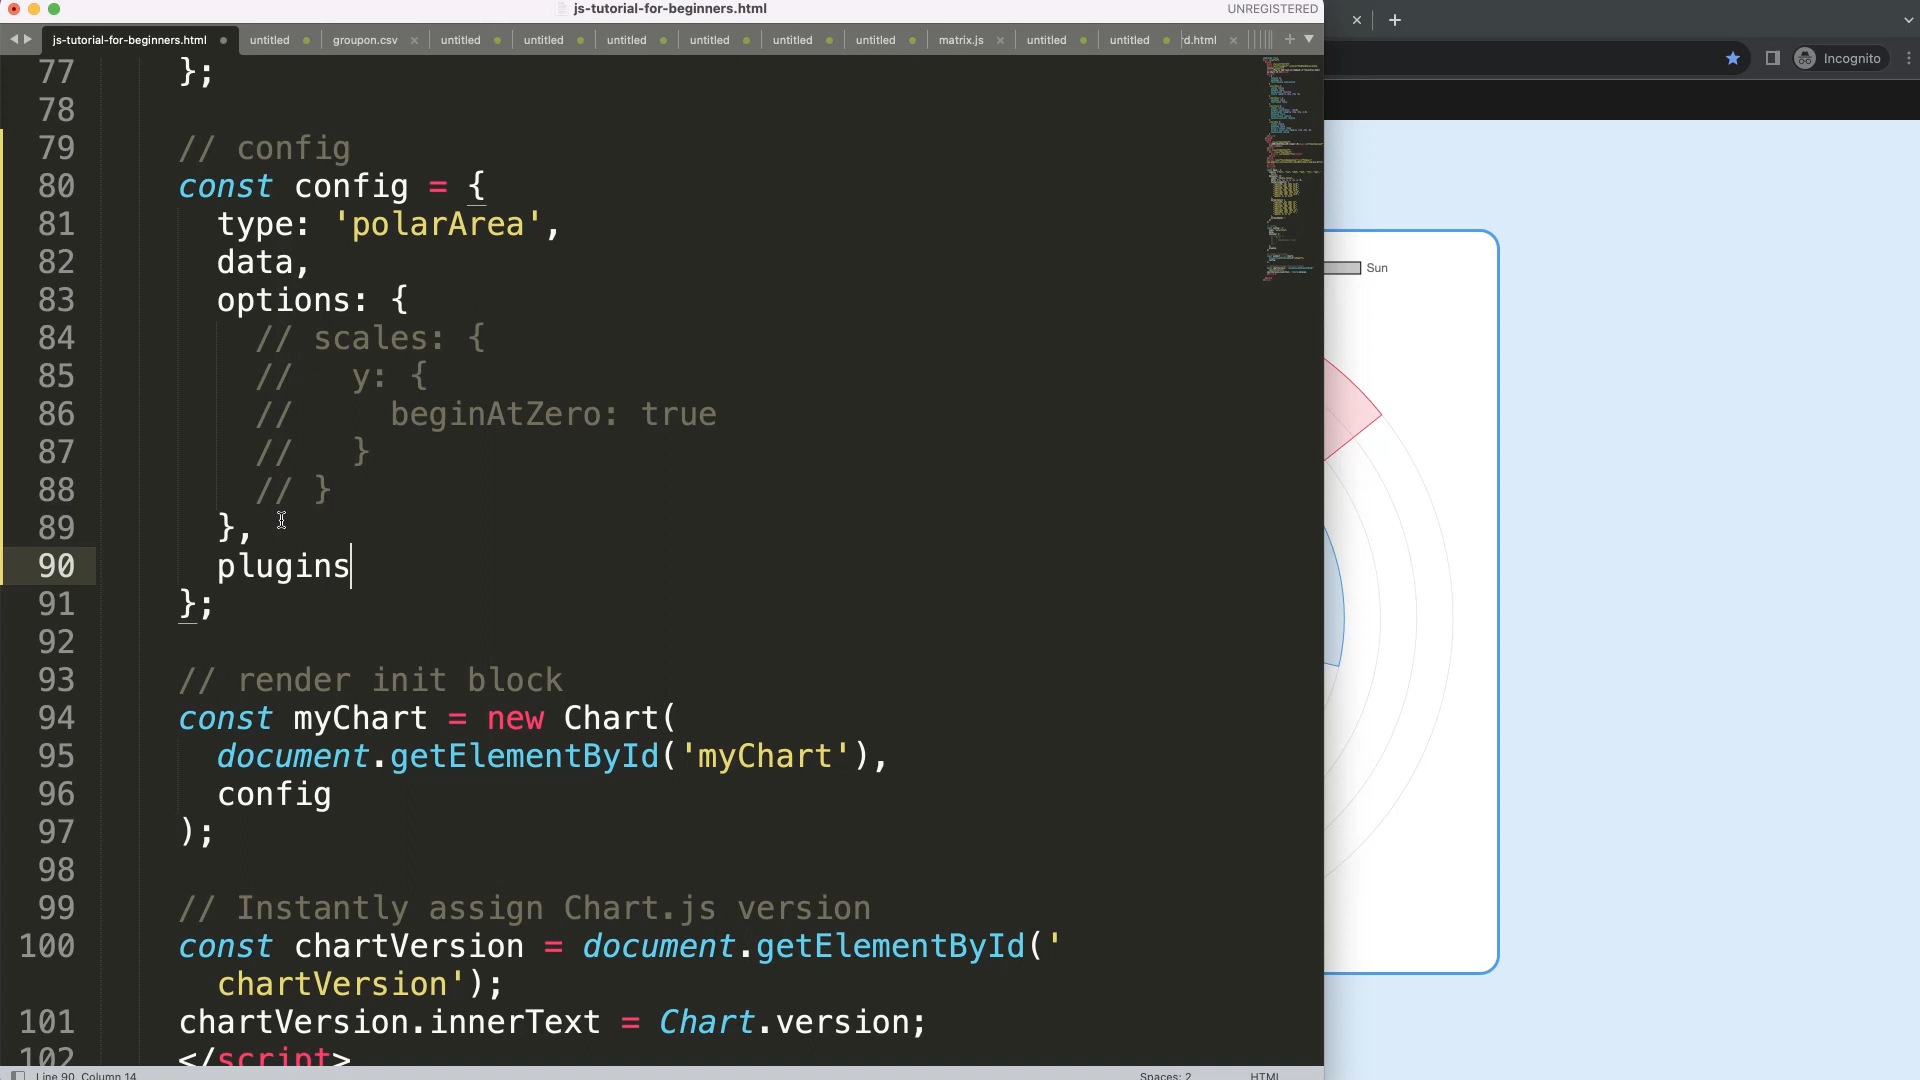 js-tutorial-for-beginners.html
UNREGISTERED
js-tutorial-for-beginners.html untitled groupon.csv untitled untitled untitled untitled untitled untitled matrix.js untitled untitled rd.html
Incognito
77 };
78
79 // config
80 const config = {
81 type: 'polarArea',
82 data,
83 options: {
84 // scales: {
85 // y: {
86 // beginAtZero: true
87 // }
88 // }
89 },
90 plugins
91 };
92
93 // render init block
94 const myChart = new Chart(
95 document.getElementById('myChart'),
96 config
97 );
98
99 // Instantly assign Chart.js version
100 const chartVersion = document.getElementById('
chartVersion');
101 chartVersion.innerText = Chart.version;
102 </script>
Sun
Line 90, Column 14
Spaces: 2
HTML